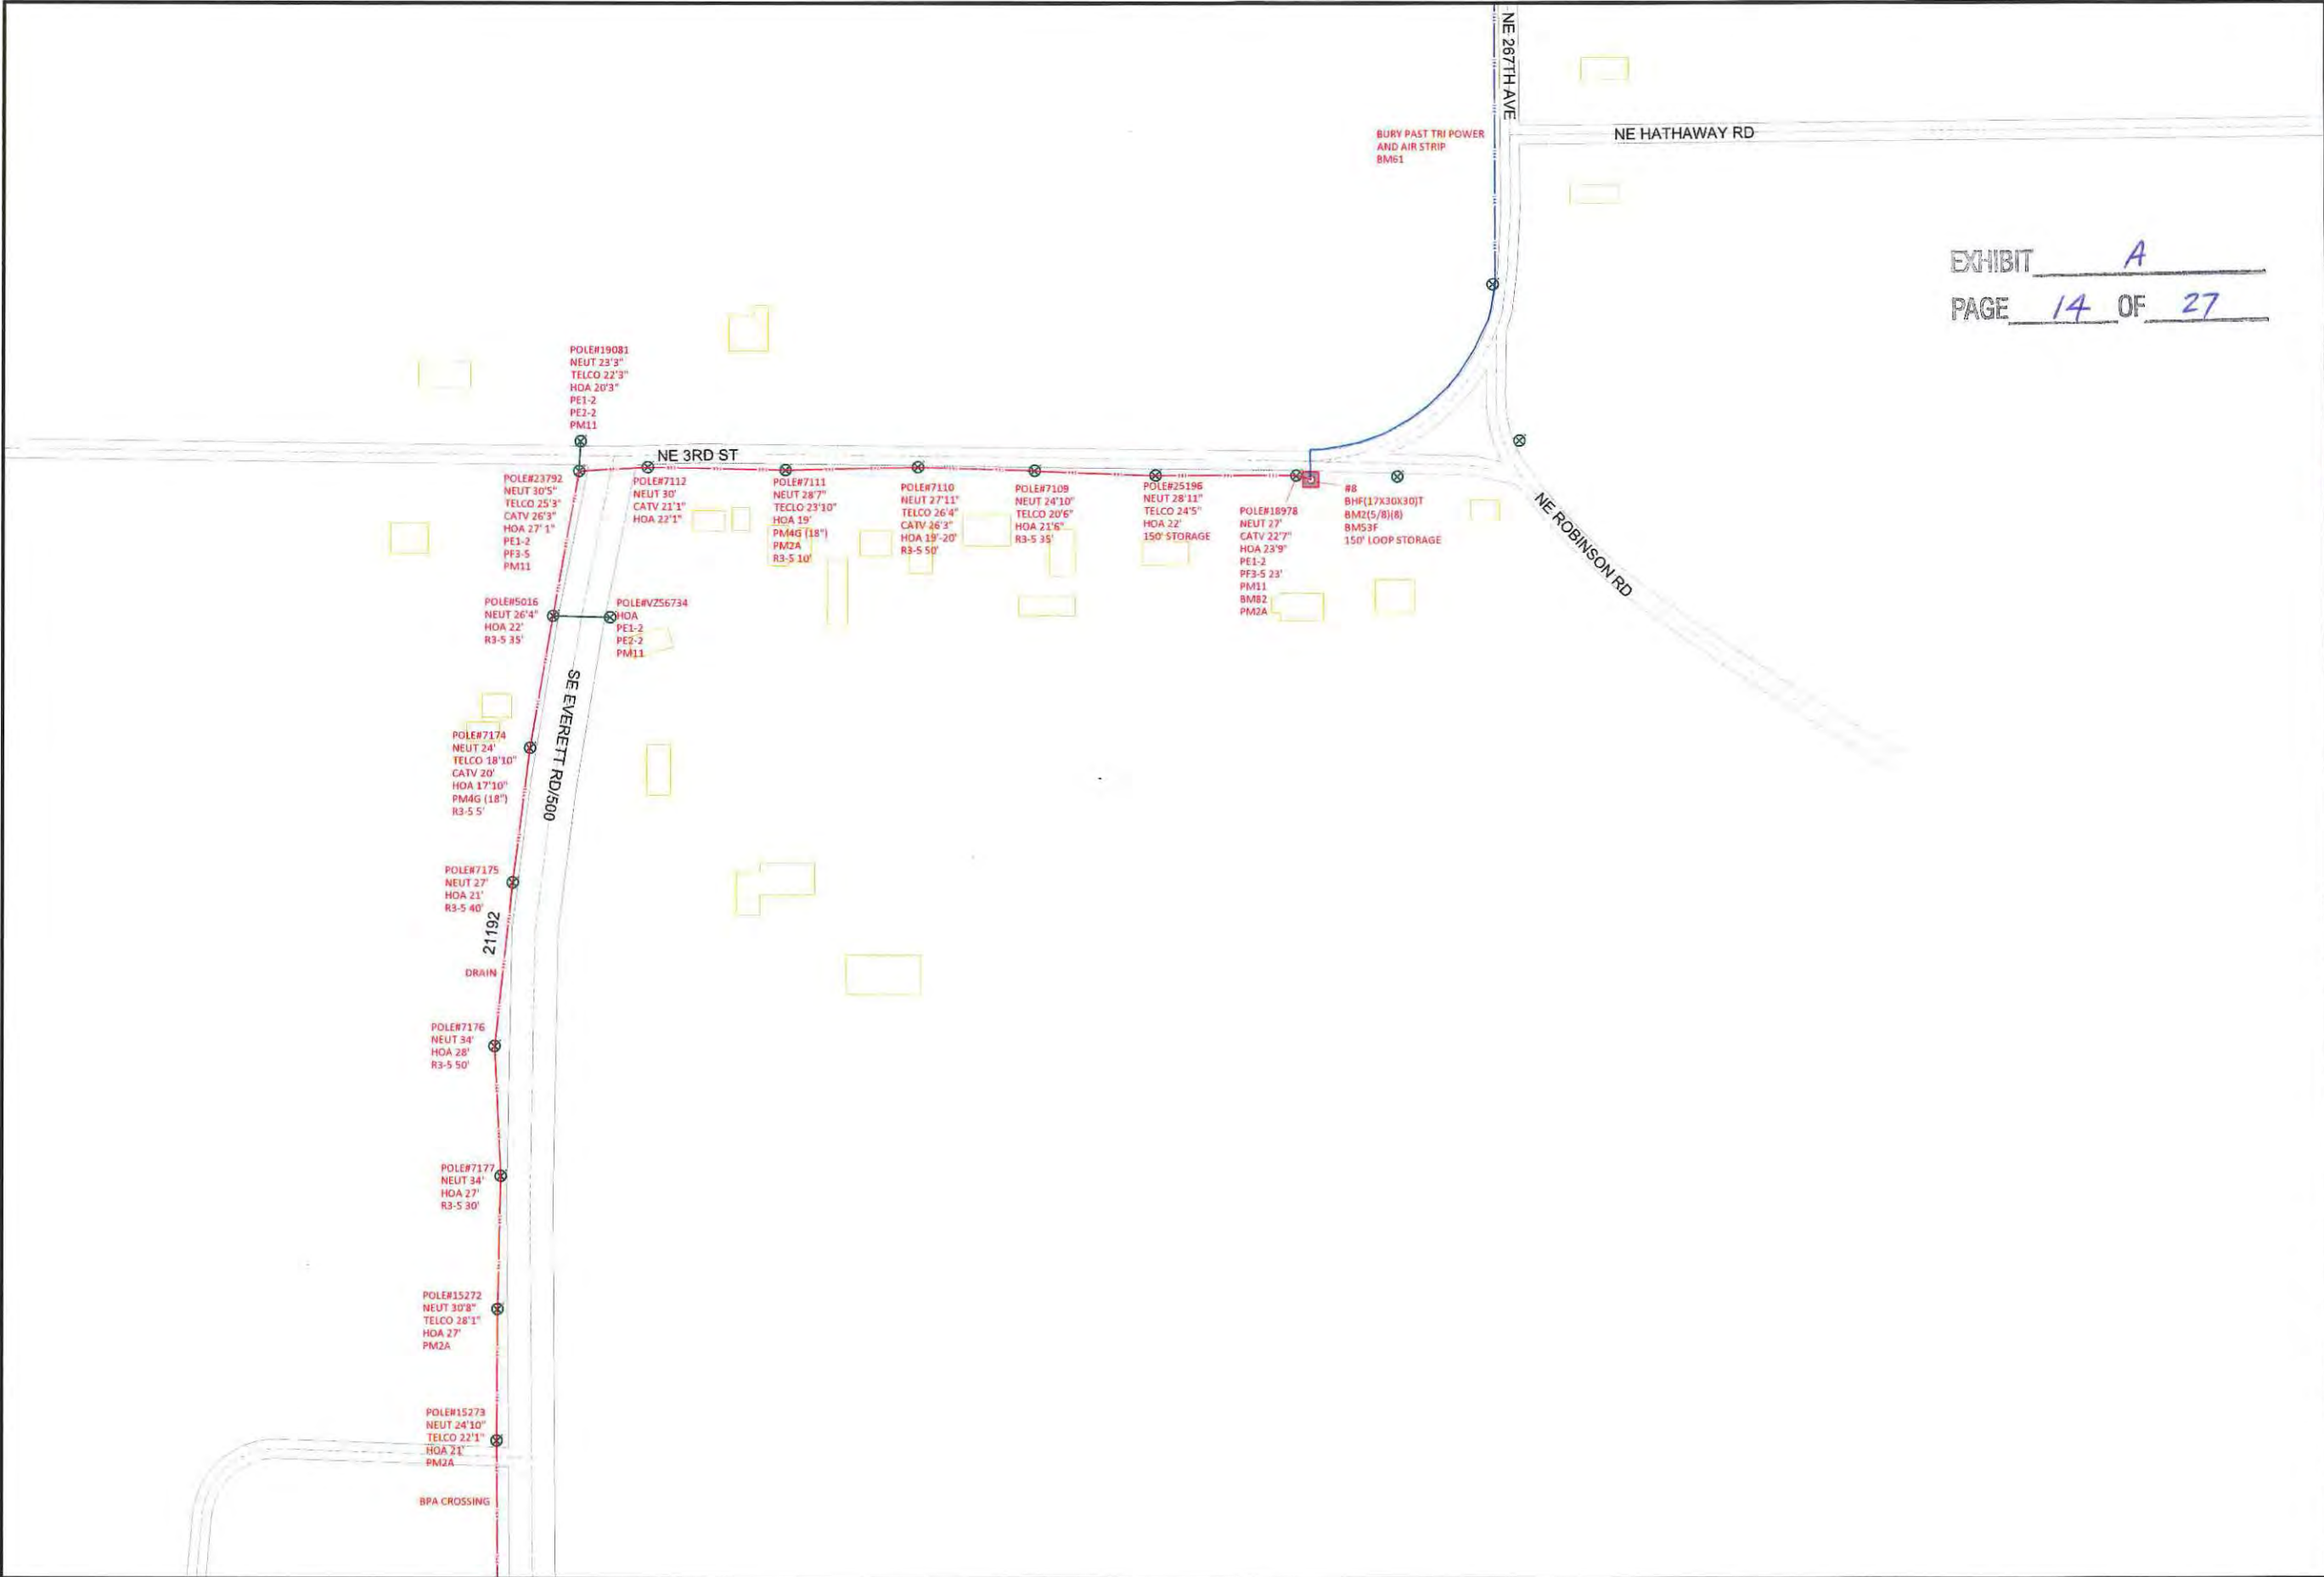 NE 267TH AVE
BURY PAST TRI POWER
AND AIR STRIP
BM61
NE HATHAWAY RD
EXHIBIT A
PAGE 14 OF 27
POLE#19081
NEUT 23'3"
TELCO 22'3"
HOA 20'3"
PE1-2
PE2-2
PM11
NE 3RD ST
POLE#23792
NEUT 30'5"
TELCO 25'3"
CATV 26'3"
HOA 27' 1"
PE1-2
PF3-5
PM11
POLE#7112
NEUT 30'
CATV 21'1"
HOA 22'1"
POLE#7111
NEUT 28'7"
TECLO 23'10"
HOA 19'
PM4G (18")
PM2A
R3-5 10'
POLE#7110
NEUT 27'11"
TELCO 26'4"
CATV 26'3"
HOA 19'-20'
R3-5 50'
POLE#7109
NEUT 24'10"
TELCO 20'6"
HOA 21'6"
R3-5 35'
POLE#25196
NEUT 28'11"
TELCO 24'5"
HOA 22'
150' STORAGE
POLE#18978
NEUT 27'
CATV 22'7"
HOA 23'9"
PE1-2
PF3-5 23'
PM11
BM82
PM2A
#8
BHF(17X30X30)T
BM2(5/8)(8)
BM53F
150' LOOP STORAGE
NE ROBINSON RD
POLE#5016
NEUT 26'4"
HOA 22'
R3-5 35'
POLE#VZ56734
HOA
PE1-2
PE2-2
PM11
SE EVERETT RD/500
POLE#7174
NEUT 24'
TELCO 18'10"
CATV 20'
HOA 17'10"
PM4G (18")
R3-5 5'
POLE#7175
NEUT 27'
HOA 21'
R3-5 40'
21192
DRAIN
POLE#7176
NEUT 34'
HOA 28'
R3-5 50'
POLE#7177
NEUT 34'
HOA 27'
R3-5 30'
POLE#15272
NEUT 30'8"
TELCO 28'1"
HOA 27'
PM2A
POLE#15273
NEUT 24'10"
TELCO 22'1"
HOA 21'
PM2A
BPA CROSSING